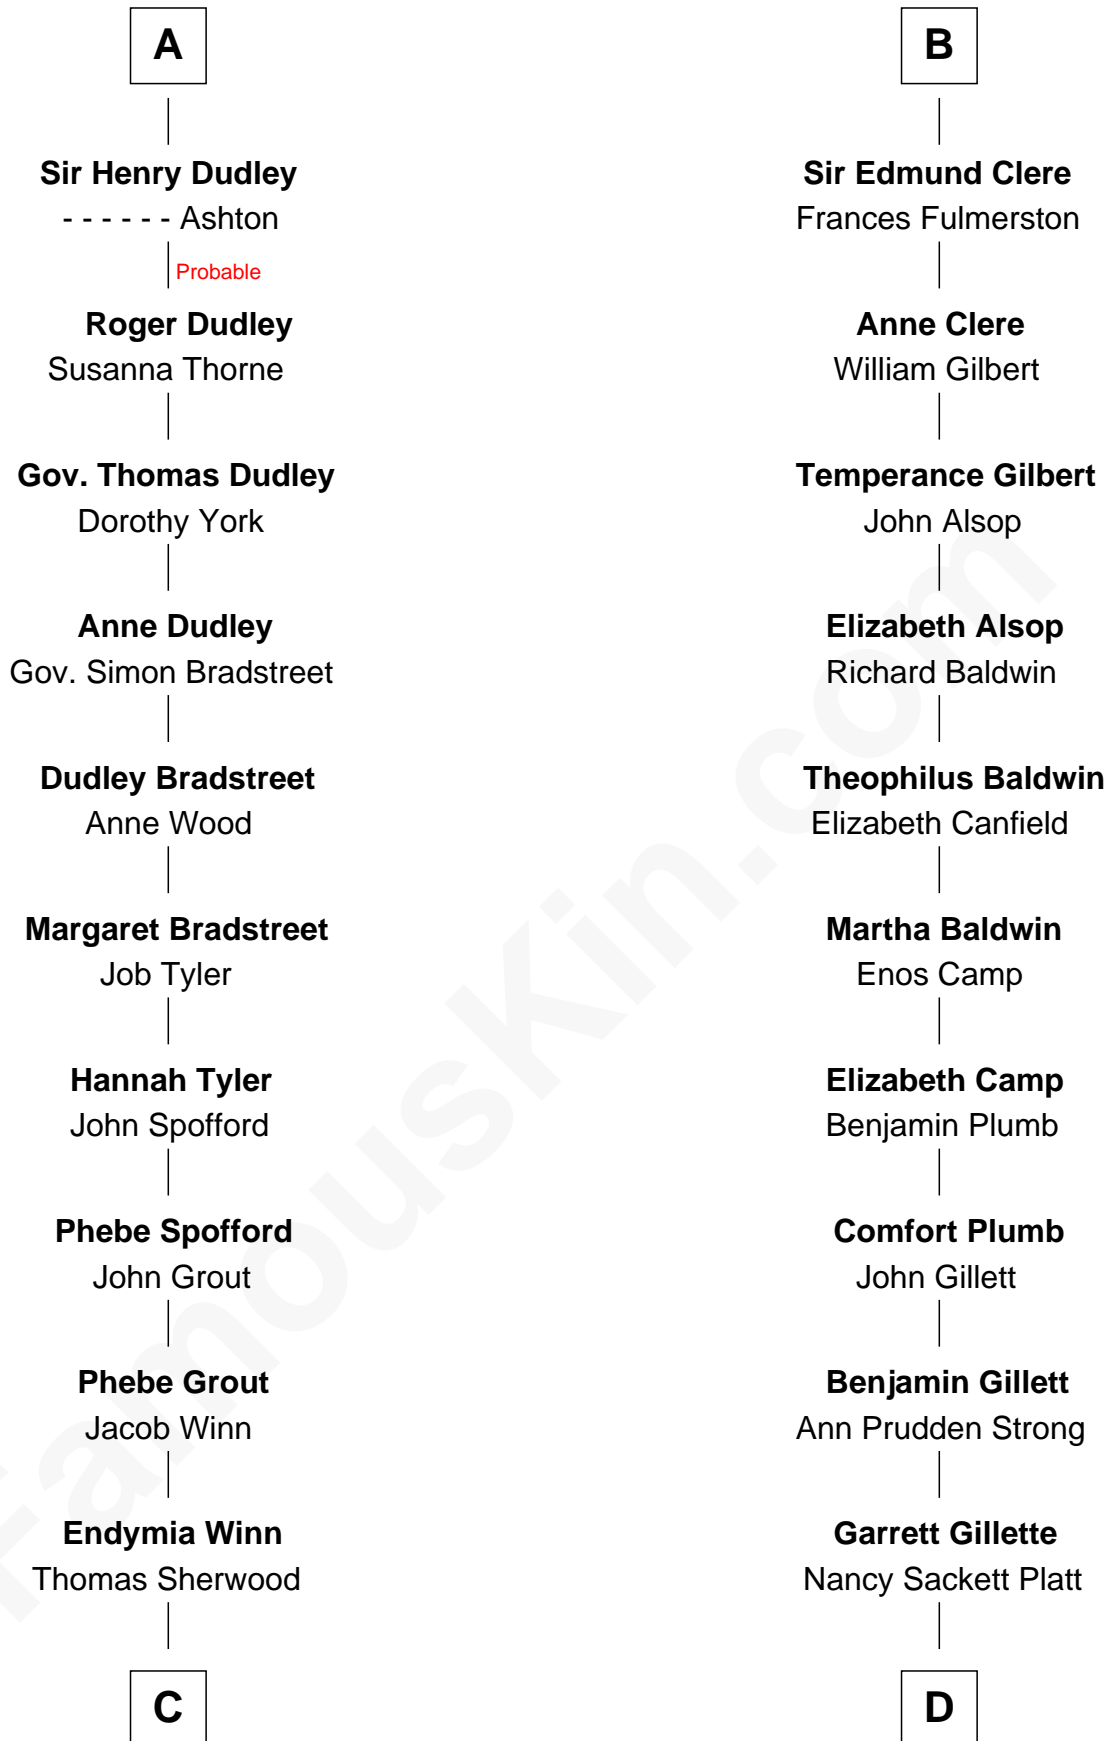 A
Sir Henry Dudley
- - - - - - Ashton
Probable
Roger Dudley
Susanna Thorne
Gov. Thomas Dudley
Dorothy York
Anne Dudley
Gov. Simon Bradstreet
Dudley Bradstreet
Anne Wood
Margaret Bradstreet
Job Tyler
Hannah Tyler
John Spofford
Phebe Spofford
John Grout
Phebe Grout
Jacob Winn
Endymia Winn
Thomas Sherwood
C
B
Sir Edmund Clere
Frances Fulmerston
Anne Clere
William Gilbert
Temperance Gilbert
John Alsop
Elizabeth Alsop
Richard Baldwin
Theophilus Baldwin
Elizabeth Canfield
Martha Baldwin
Enos Camp
Elizabeth Camp
Benjamin Plumb
Comfort Plumb
John Gillett
Benjamin Gillett
Ann Prudden Strong
Garrett Gillette
Nancy Sackett Platt
D
FamousKin.com